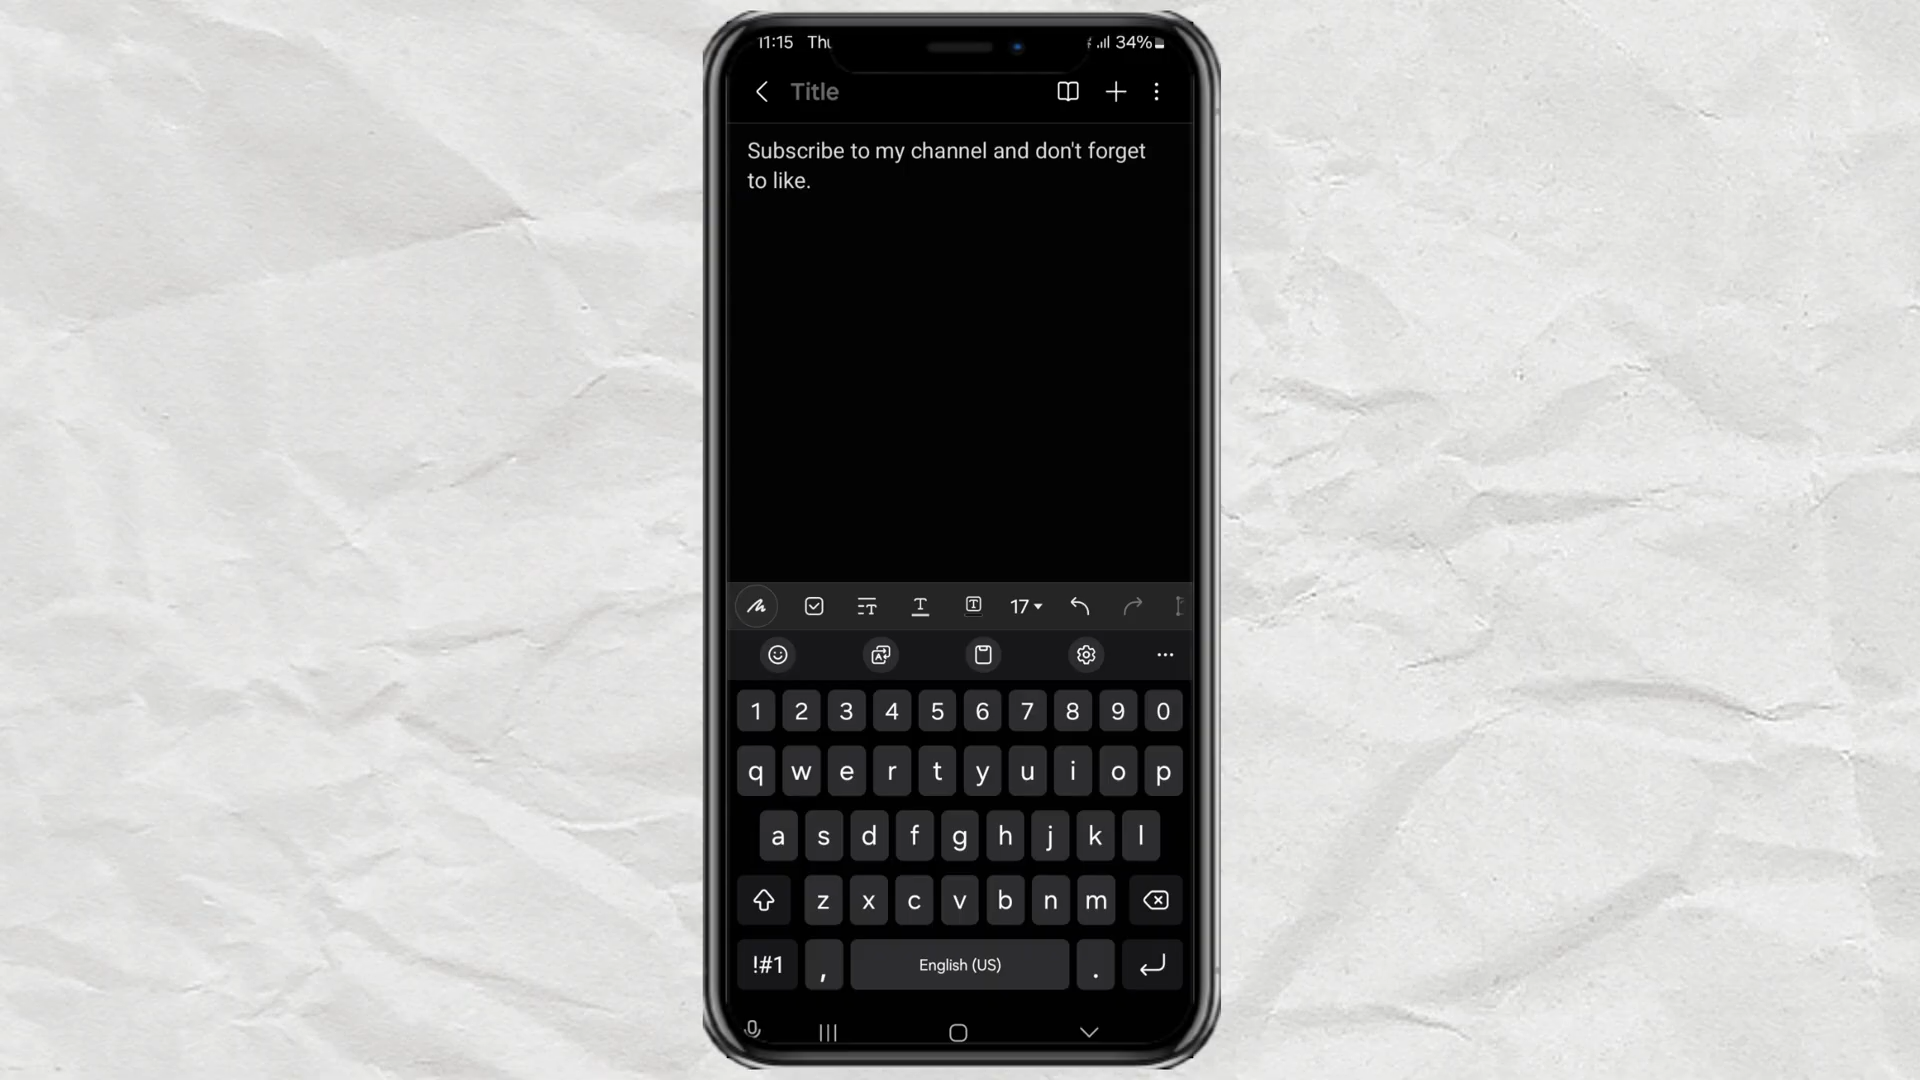 11:15 Thu 34%
Title
Subscribe to my channel and don't forget
to like.
17
1 2 3 4 5 6 7 8 9 0
q w e r t y u i o p
a s d f g h j k l
z x c v b n m
!#1 , English (US) .